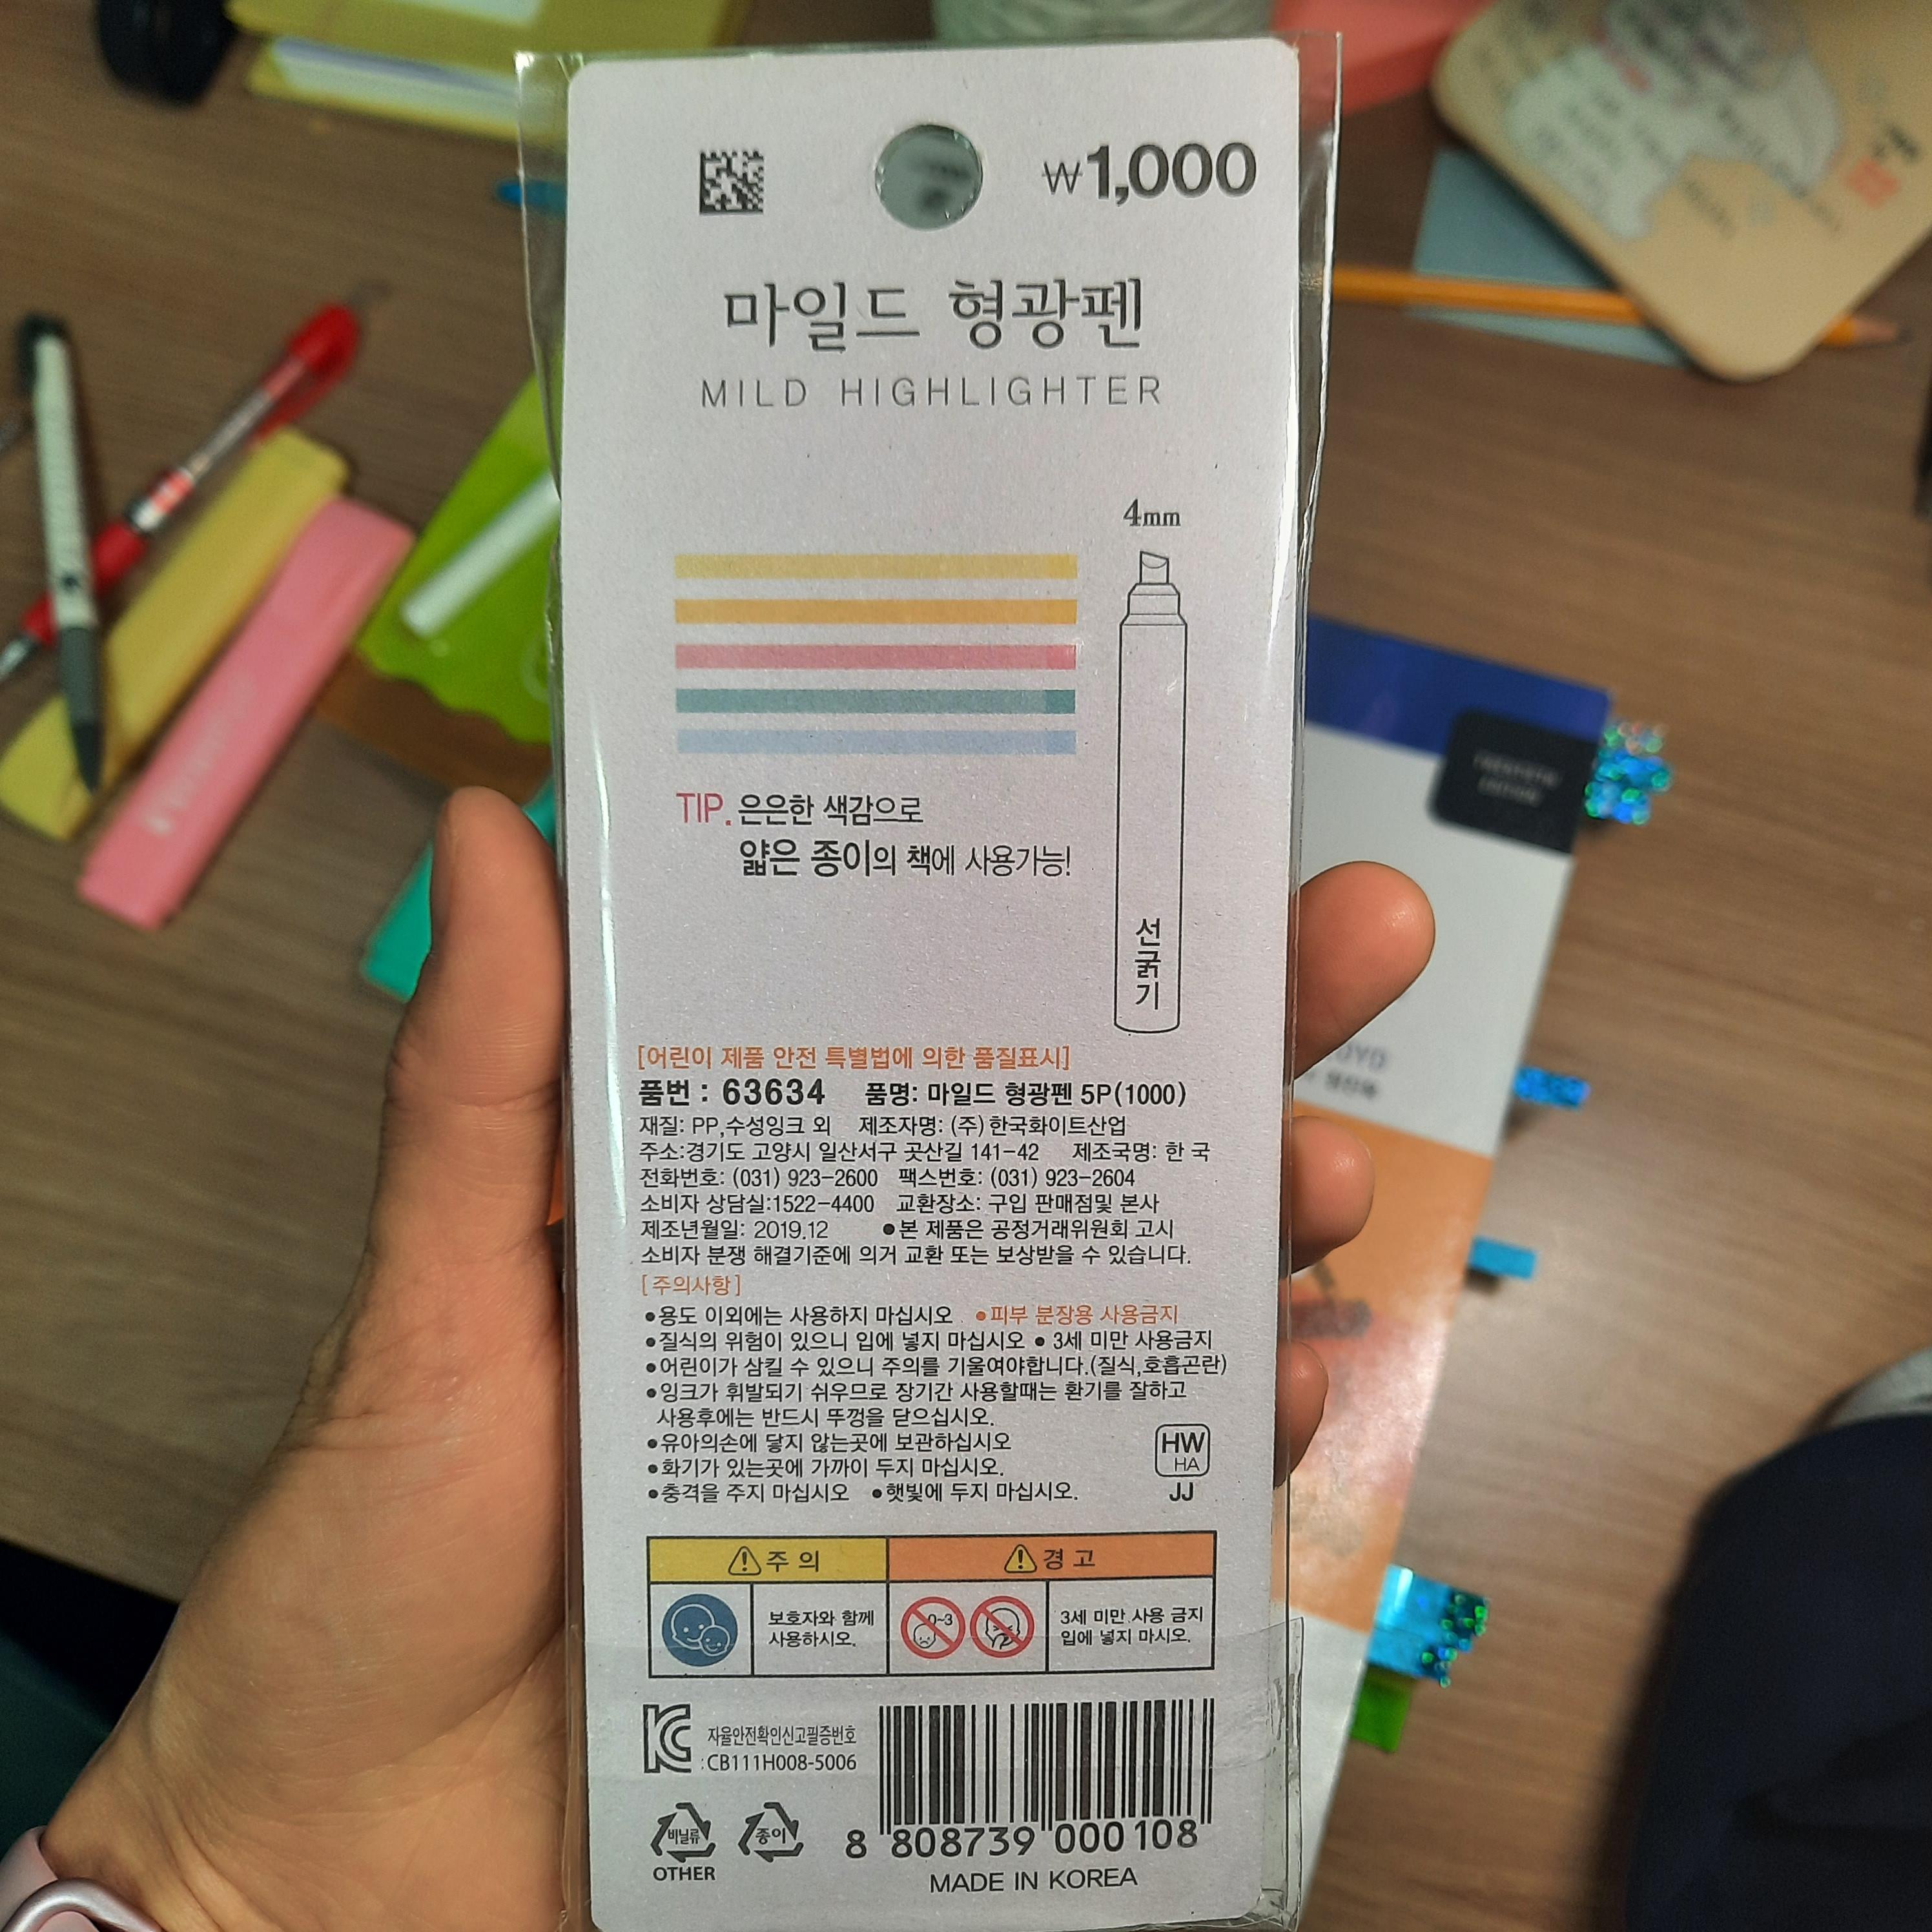 ₩1,000
마일드 형광펜
MILD HIGHLIGHTER
4mm
TIP. 은은한 색감으로
얇은 종이의 책에 사용가능!
선굵기
[어린이 제품 안전 특별법에 의한 품질표시]
품번 : 63634 품명: 마일드 형광펜 5P(1000)
재질: PP,수성잉크 외 제조자명: (주)한국화이트산업
주소:경기도 고양시 일산서구 곳산길 141-42 제조국명: 한 국
전화번호: (031) 923-2600 팩스번호: (031) 923-2604
소비자 상담실:1522-4400 교환장소: 구입 판매점및 본사
제조년월일: 2019.12 ●본 제품은 공정거래위원회 고시
소비자 분쟁 해결기준에 의거 교환 또는 보상받을 수 있습니다.
[주의사항]
●용도 이외에는 사용하지 마십시오 ●피부 분장용 사용금지
●질식의 위험이 있으니 입에 넣지 마십시오 ● 3세 미만 사용금지
●어린이가 삼킬 수 있으니 주의를 기울여야합니다.(질식,호흡곤란)
●잉크가 휘발되기 쉬우므로 장기간 사용할때는 환기를 잘하고
사용후에는 반드시 뚜껑을 닫으십시오.
●유아의손에 닿지 않는곳에 보관하십시오
●화기가 있는곳에 가까이 두지 마십시오.
●충격을 주지 마십시오 ●햇빛에 두지 마십시오.
HW
HA
JJ
주 의
경 고
보호자와 함께
사용하시오.
0~3
3세 미만 사용 금지
입에 넣지 마시오.
자율안전확인신고필증번호
: CB111H008-5006
비닐류
OTHER
종이
8 808739 000108
MADE IN KOREA